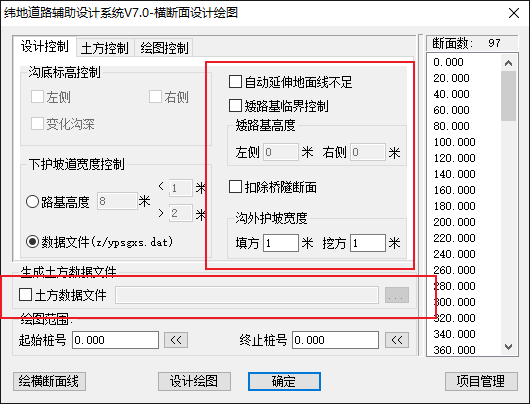 纬地道路辅助设计系统V7.0-横断面设计绘图
设计控制 土方控制 绘图控制
沟底标高控制
左侧 右侧
变化沟深
下护坡道宽度控制
路基高度 8 米 < 1 米
> 2 米
数据文件(z/ypsgxs.dat)
自动延伸地面线不足
矮路基临界控制
矮路基高度
左侧 0 米 右侧 0 米
扣除桥隧断面
沟外护坡宽度
填方 1 米 挖方 1 米
生成土方数据文件
土方数据文件 ...
绘图范围:
起始桩号 0.000 << 终止桩号 0.000 <<
绘横断面线 设计绘图 确定 项目管理
断面数: 97
0.000
20.000
40.000
60.000
80.000
100.000
120.000
140.000
160.000
180.000
200.000
220.000
240.000
260.000
280.000
300.000
320.000
340.000
360.000